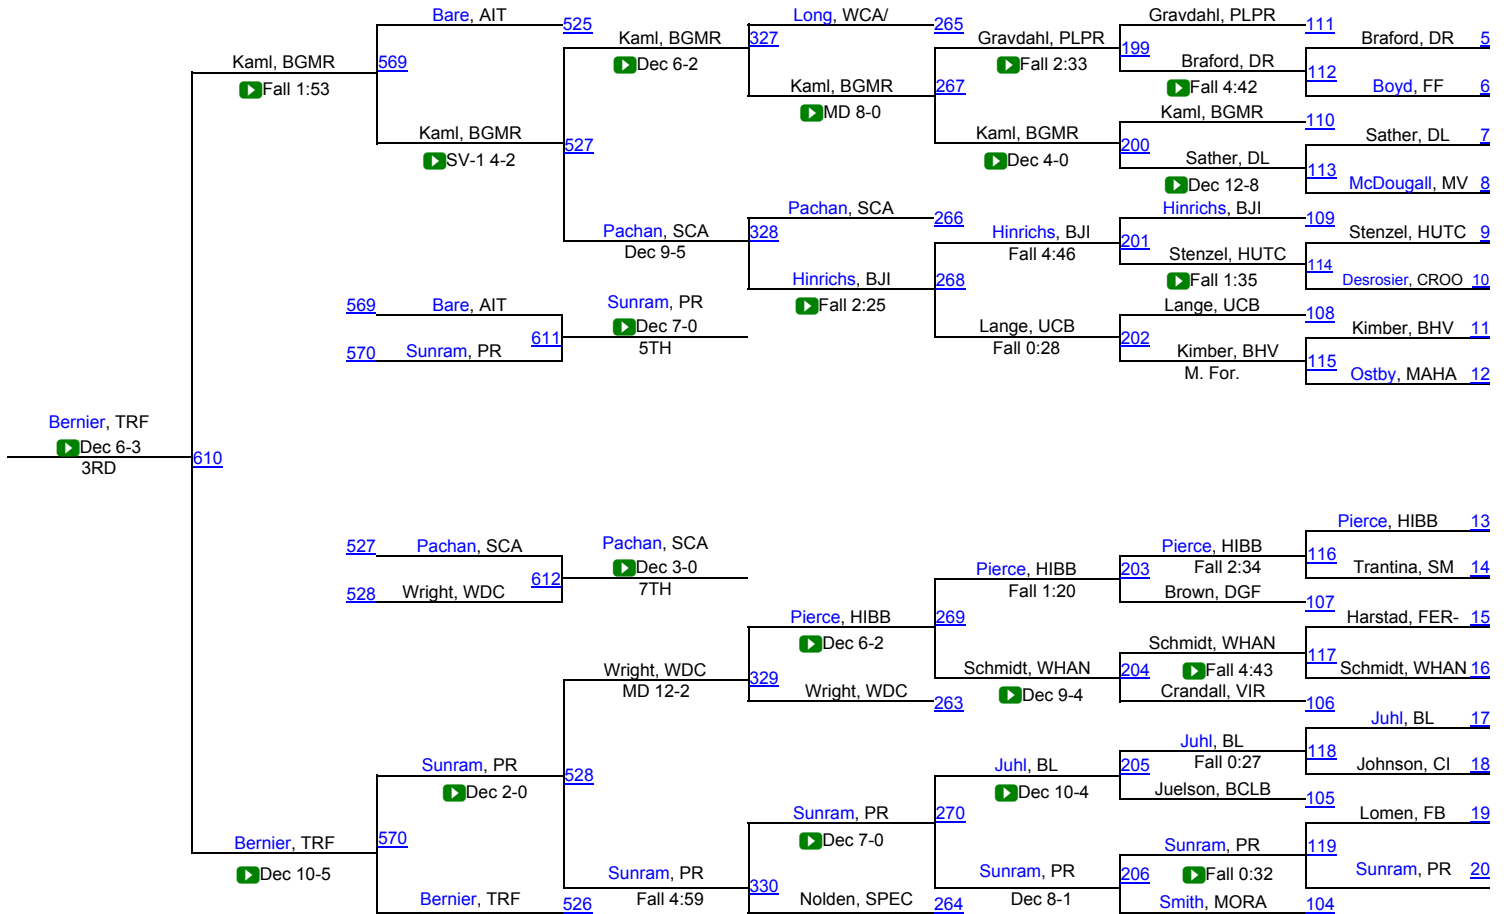 Bare, AIT
525
Kaml, BGMR
Fall 1:53
569
Kaml, BGMR
SV-1 4-2
527
Kaml, BGMR
Dec 6-2
327
Long, WCA/
265
Kaml, BGMR
MD 8-0
267
Gravdahl, PLPR
Fall 2:33
199
Gravdahl, PLPR
111
Braford, DR
Fall 4:42
112
Braford, DR
5
Boyd, FF
6
Kaml, BGMR
Dec 4-0
200
Kaml, BGMR
110
Sather, DL
Dec 12-8
113
Sather, DL
7
McDougall, MV
8
Pachan, SCA
Dec 9-5
328
Pachan, SCA
266
Hinrichs, BJI
Fall 2:25
268
Hinrichs, BJI
Fall 4:46
201
Hinrichs, BJI
109
Stenzel, HUTC
Fall 1:35
114
Stenzel, HUTC
9
Desrosier, CROO
10
Lange, UCB
Fall 0:28
202
Lange, UCB
108
Kimber, BHV
M. For.
115
Kimber, BHV
11
Ostby, MAHA
12
569
Bare, AIT
570
Sunram, PR
611
Sunram, PR
Dec 7-0
5TH
Bernier, TRF
Dec 6-3
3RD
610
527
Pachan, SCA
528
Wright, WDC
612
Pachan, SCA
Dec 3-0
7TH
Pierce, HIBB
13
Trantina, SM
14
116
Pierce, HIBB
Fall 2:34
Brown, DGF
107
203
Pierce, HIBB
Fall 1:20
269
Pierce, HIBB
Dec 6-2
Harstad, FER-
15
Schmidt, WHAN
16
117
Schmidt, WHAN
Fall 4:43
Crandall, VIR
106
204
Schmidt, WHAN
Dec 9-4
329
Wright, WDC
263
Wright, WDC
MD 12-2
528
Sunram, PR
Dec 2-0
Juhl, BL
17
Johnson, CI
18
118
Juhl, BL
Fall 0:27
Juelson, BCLB
105
205
Juhl, BL
Dec 10-4
270
Sunram, PR
Dec 7-0
Lomen, FB
19
Sunram, PR
20
119
Sunram, PR
Fall 0:32
Smith, MORA
104
206
Sunram, PR
Dec 8-1
330
Nolden, SPEC
264
Sunram, PR
Fall 4:59
570
Bernier, TRF
Dec 10-5
Bernier, TRF
526